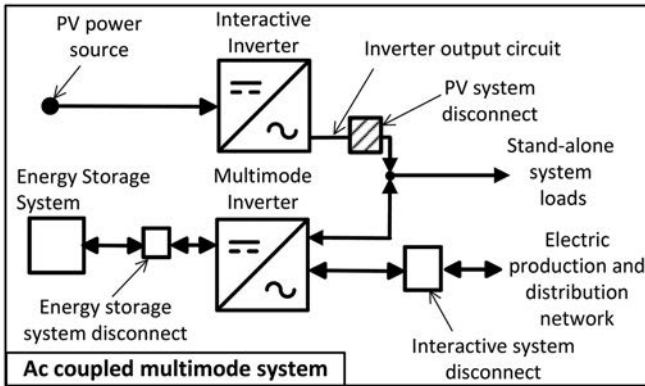 PV power
source
Interactive
Inverter
Inverter output circuit
PV system
disconnect
Stand-alone
system
loads
Energy Storage
System
Multimode
Inverter
Electric
production and
distribution
network
Energy storage
system disconnect
Interactive system
disconnect
Ac coupled multimode system